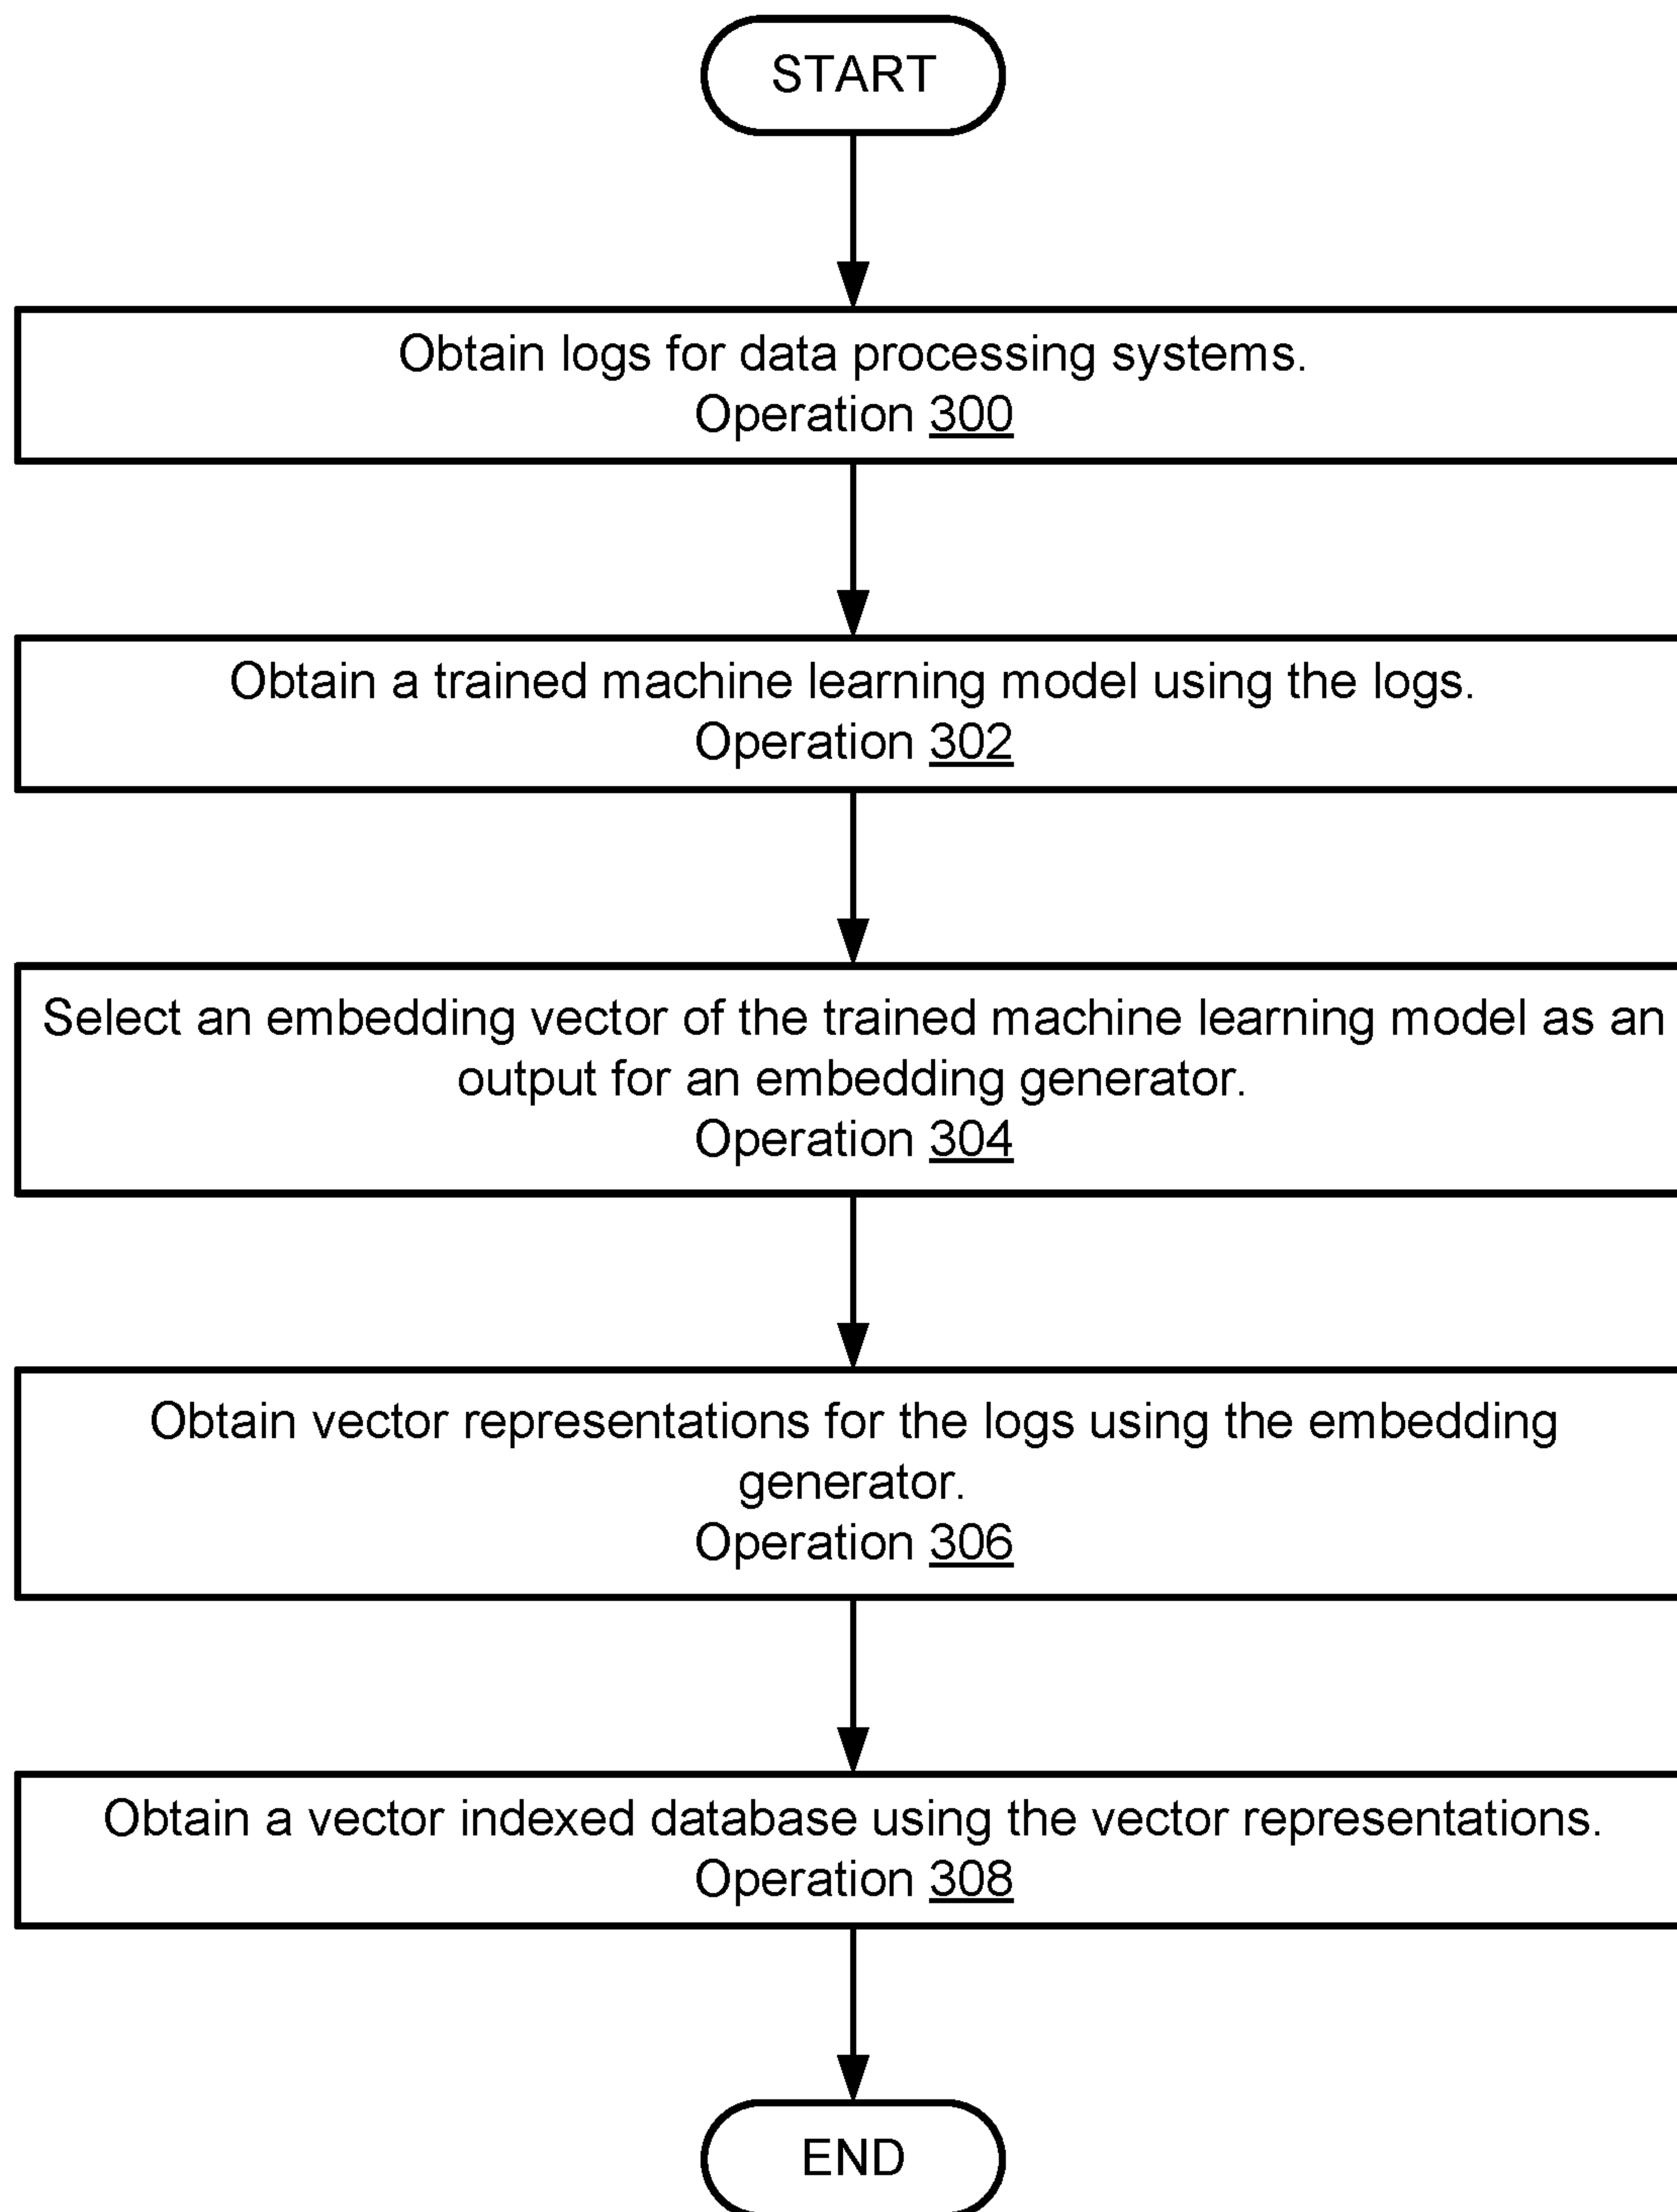 START
Obtain logs for data processing systems.
Operation 300
Obtain a trained machine learning model using the logs.
Operation 302
Select an embedding vector of the trained machine learning model as an
output for an embedding generator.
Operation 304
Obtain vector representations for the logs using the embedding
generator.
Operation 306
Obtain a vector indexed database using the vector representations.
Operation 308
END